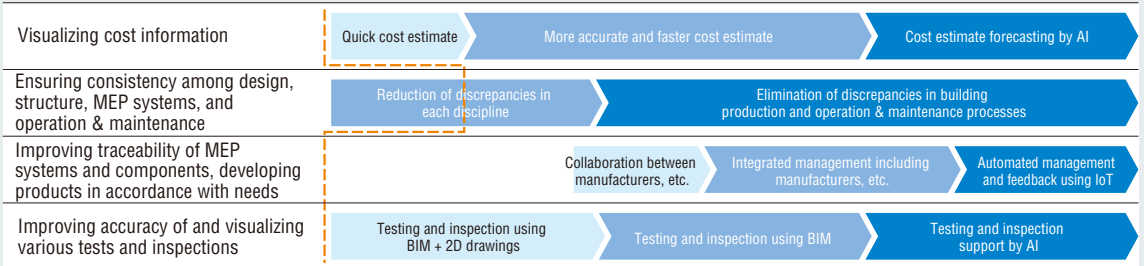 Visualizing cost information
Quick cost estimate
More accurate and faster cost estimate
Cost estimate forecasting by AI
Ensuring consistency among design,
structure, MEP systems, and
operation & maintenance
Reduction of discrepancies in
each discipline
Elimination of discrepancies in building
production and operation & maintenance processes
Improving traceability of MEP
systems and components, developing
products in accordance with needs
Collaboration between
manufacturers, etc.
Integrated management including
manufacturers, etc.
Automated management
and feedback using IoT
Improving accuracy of and visualizing
various tests and inspections
Testing and inspection using
BIM + 2D drawings
Testing and inspection using BIM
Testing and inspection
support by AI